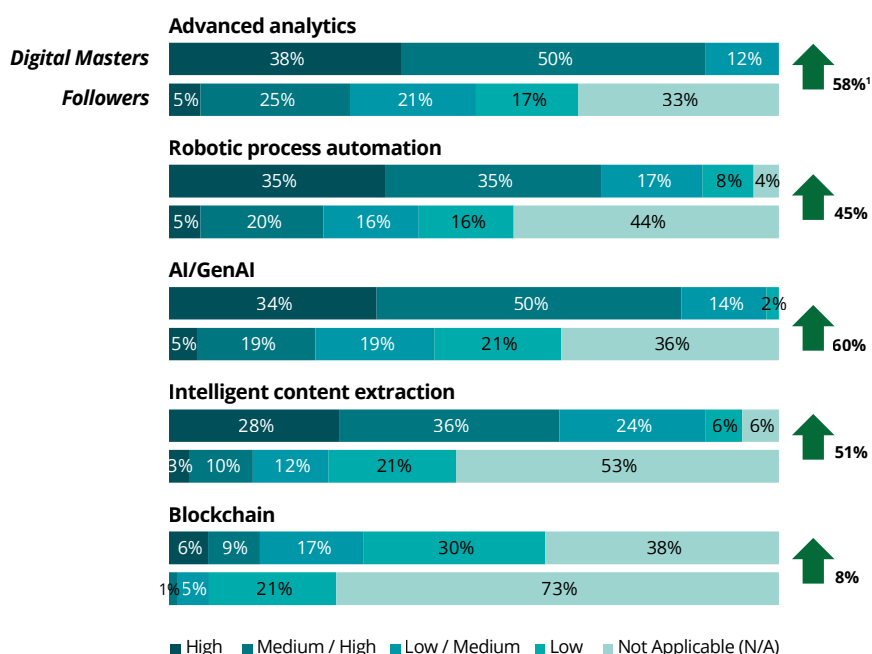 Advanced analytics
Digital Masters 38% 50% 12%
58%¹
Followers 5% 25% 21% 17% 33%
Robotic process automation
35% 35% 17% 8% 4%
45%
5% 20% 16% 16% 44%
AI/GenAI
34% 50% 14% 2%
60%
5% 19% 19% 21% 36%
Intelligent content extraction
28% 36% 24% 6% 6%
51%
3% 10% 12% 21% 53%
Blockchain
6% 9% 17% 30% 38%
8%
1% 5% 21% 73%
High Medium / High Low / Medium Low Not Applicable (N/A)